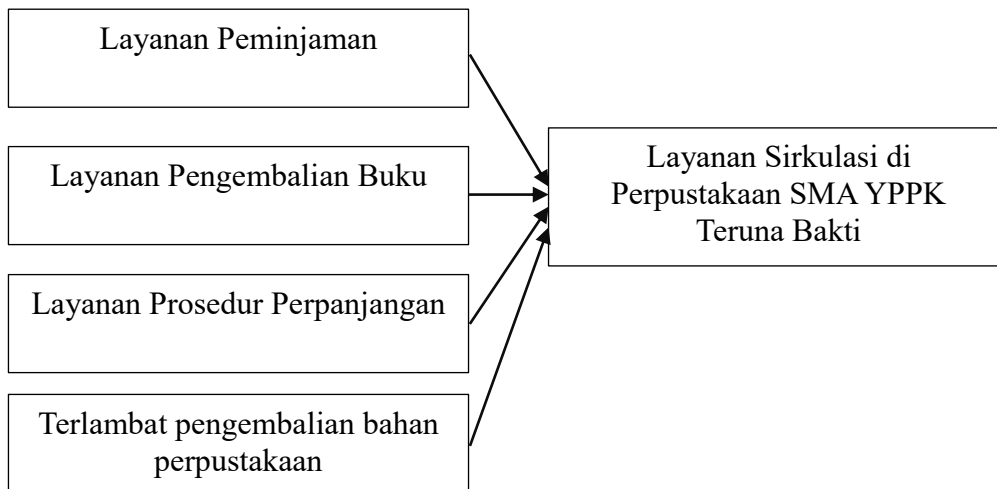 Layanan Peminjaman
Layanan Pengembalian Buku
Layanan Prosedur Perpanjangan
Terlambat pengembalian bahan
perpustakaan
Layanan Sirkulasi di
Perpustakaan SMA YPPK
Teruna Bakti